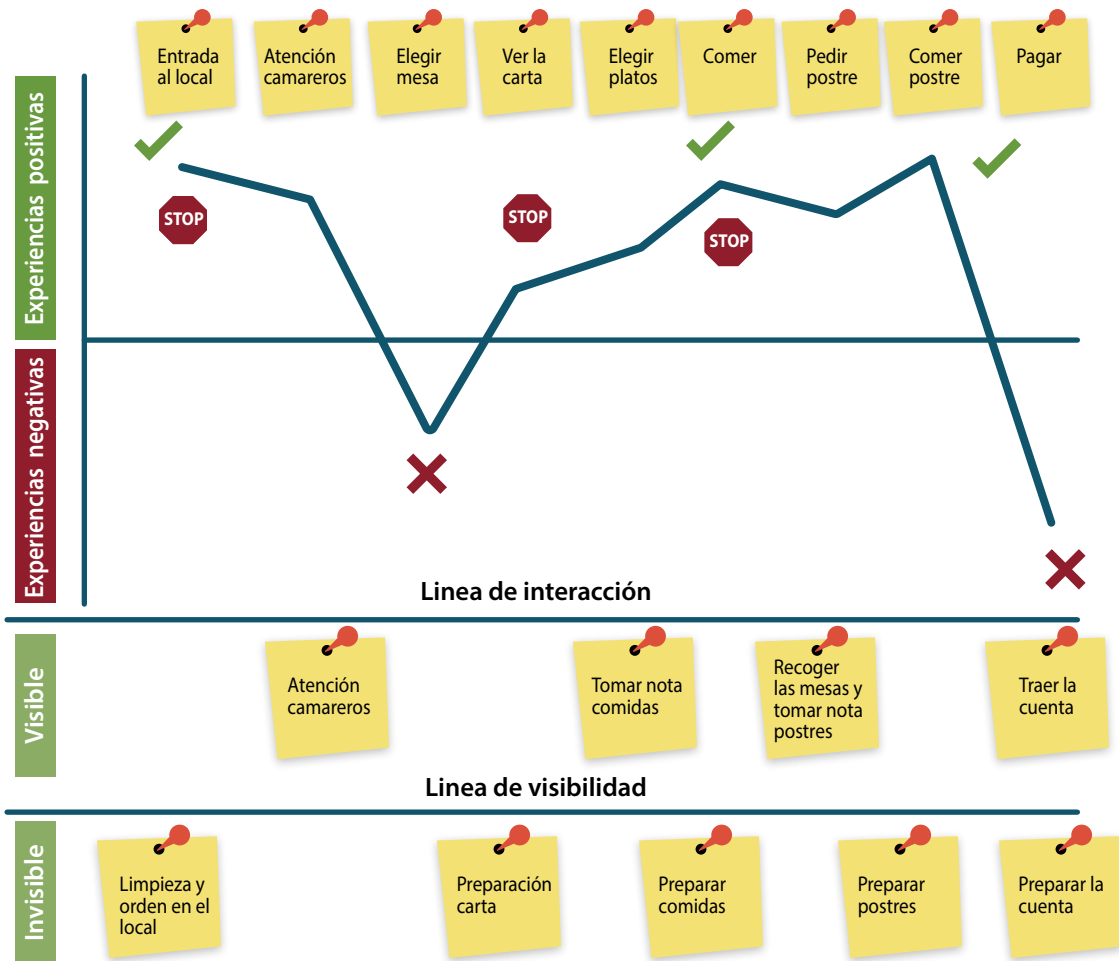 Entrada
al local
Atención
camareros
Elegir
mesa
Ver la
carta
Elegir
platos
Comer
Pedir
postre
Comer
postre
Pagar
Experiencias positivas
STOP
STOP
STOP
Experiencias negativas
Linea de interacción
Visible
Atención
camareros
Tomar nota
comidas
Recoger
las mesas y
tomar nota
postres
Traer la
cuenta
Linea de visibilidad
Invisible
Limpieza y
orden en el
local
Preparación
carta
Preparar
comidas
Preparar
postres
Preparar la
cuenta